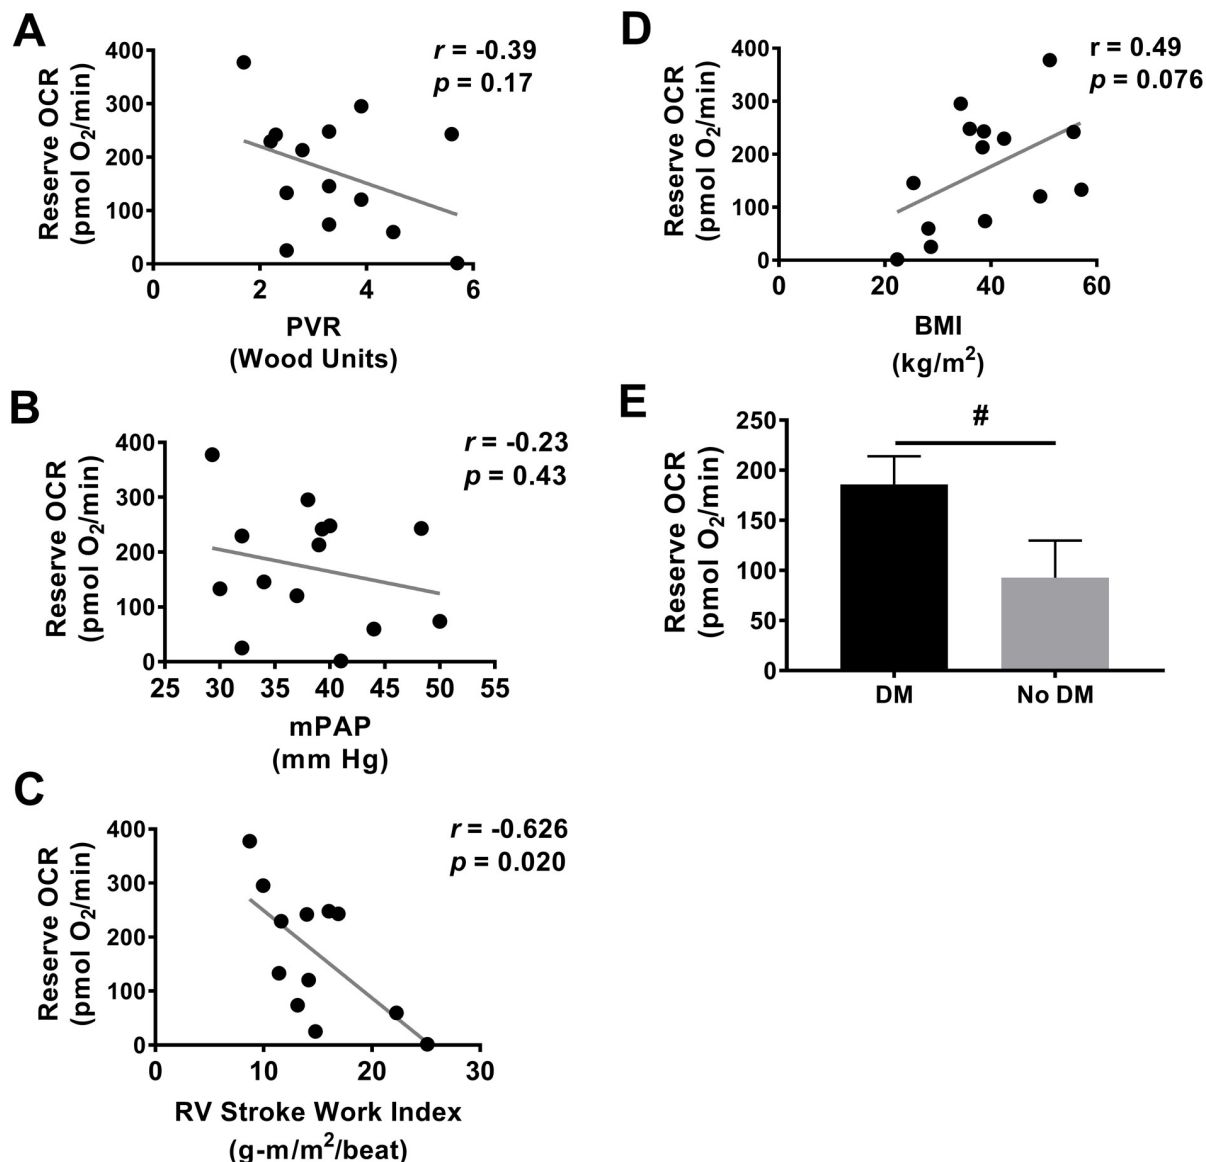 A
r = -0.39
p = 0.17
Reserve OCR
(pmol O2/min)
400
300
200
100
0
0 2 4 6
PVR
(Wood Units)
B
r = -0.23
p = 0.43
Reserve OCR
(pmol O2/min)
400
300
200
100
0
25 30 35 40 45 50 55
mPAP
(mm Hg)
C
r = -0.626
p = 0.020
Reserve OCR
(pmol O2/min)
400
300
200
100
0
0 10 20 30
RV Stroke Work Index
(g-m/m2/beat)
D
r = 0.49
p = 0.076
Reserve OCR
(pmol O2/min)
400
300
200
100
0
0 20 40 60
BMI
(kg/m2)
E
#
Reserve OCR
(pmol O2/min)
250
200
150
100
50
0
DM No DM